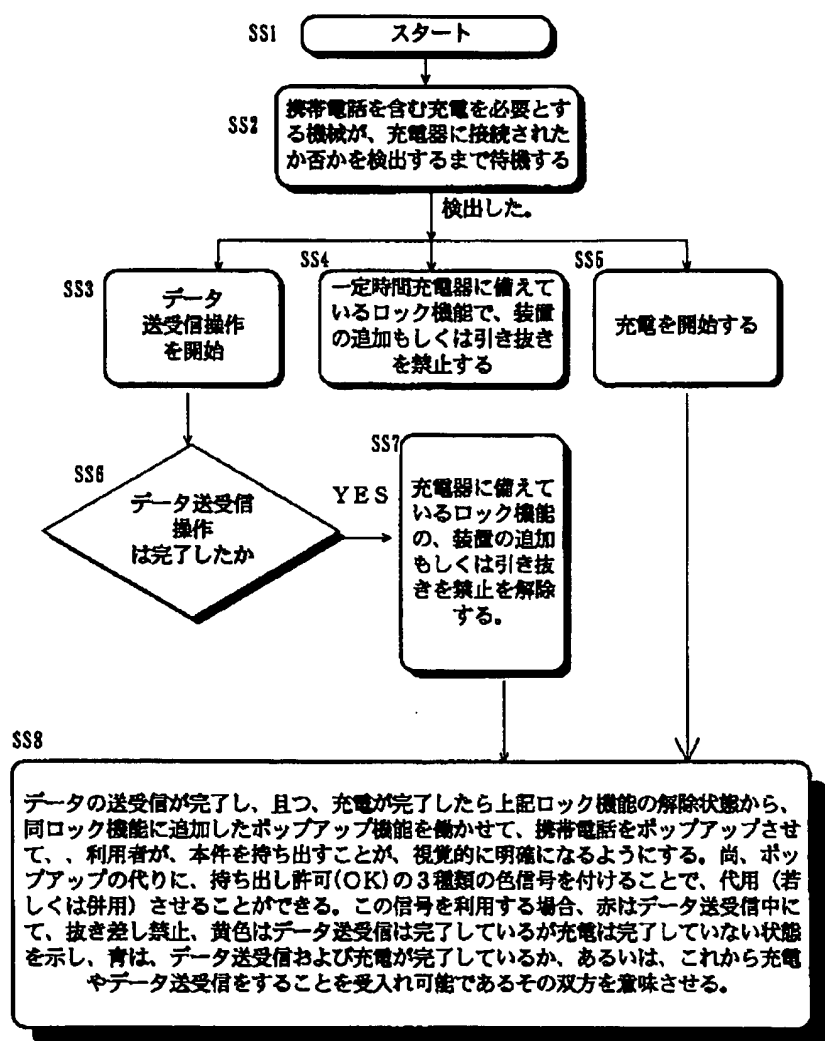 SS1
スタート
SS2
携帯電話を含む充電を必要とす
る機械が、充電器に接続された
か否かを検出するまで待機する
検出した。
SS3
データ
送受信操作
を開始
SS4
一定時間充電器に備えて
いるロック機能で、装置
の追加もしくは引き抜き
を禁止する
SS5
充電を開始する
SS6
データ送受信
操作
は完了したか
YES
SS7
充電器に備えて
いるロック機能
の、装置の追加
もしくは引き抜
きを禁止を解除
する。
SS8
データの送受信が完了し、且つ、充電が完了したら上記ロック機能の解除状態から、
同ロック機能に追加したポップアップ機能を働かせて、携帯電話をポップアップさせ
て、、利用者が、本件を持ち出すことが、視覚的に明確になるようにする。尚、ポッ
プアップの代りに、持ち出し許可(OK)の3種類の色信号を付けることで、代用（若
しくは併用）させることができる。この信号を利用する場合、赤はデータ送受信中に
て、抜き差し禁止、黄色はデータ送受信は完了しているが充電は完了していない状態
を示し、青は、データ送受信および充電が完了しているか、あるいは、これから充電
やデータ送受信をすることを受入れ可能であるその双方を意味させる。